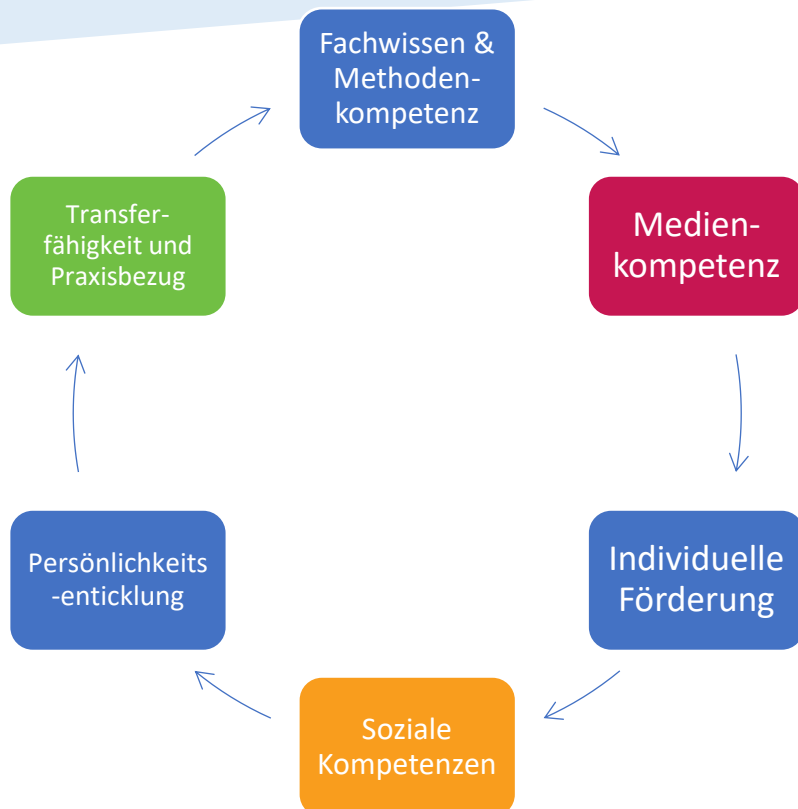 Fachwissen &
Methoden-
kompetenz
Medien-
kompetenz
Individuelle
Förderung
Soziale
Kompetenzen
Persönlichkeits
-enticklung
Transfer-
fähigkeit und
Praxisbezug